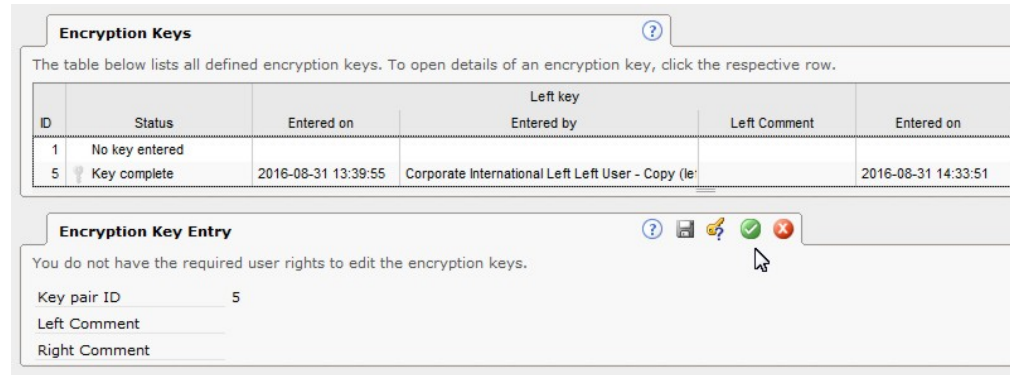 Encryption Keys
The table below lists all defined encryption keys. To open details of an encryption key, click the respective row.
Left key
ID Status Entered on Entered by Left Comment Entered on
1 No key entered
5 Key complete 2016-08-31 13:39:55 Corporate International Left Left User - Copy (le 2016-08-31 14:33:51
Encryption Key Entry
You do not have the required user rights to edit the encryption keys.
Key pair ID 5
Left Comment
Right Comment